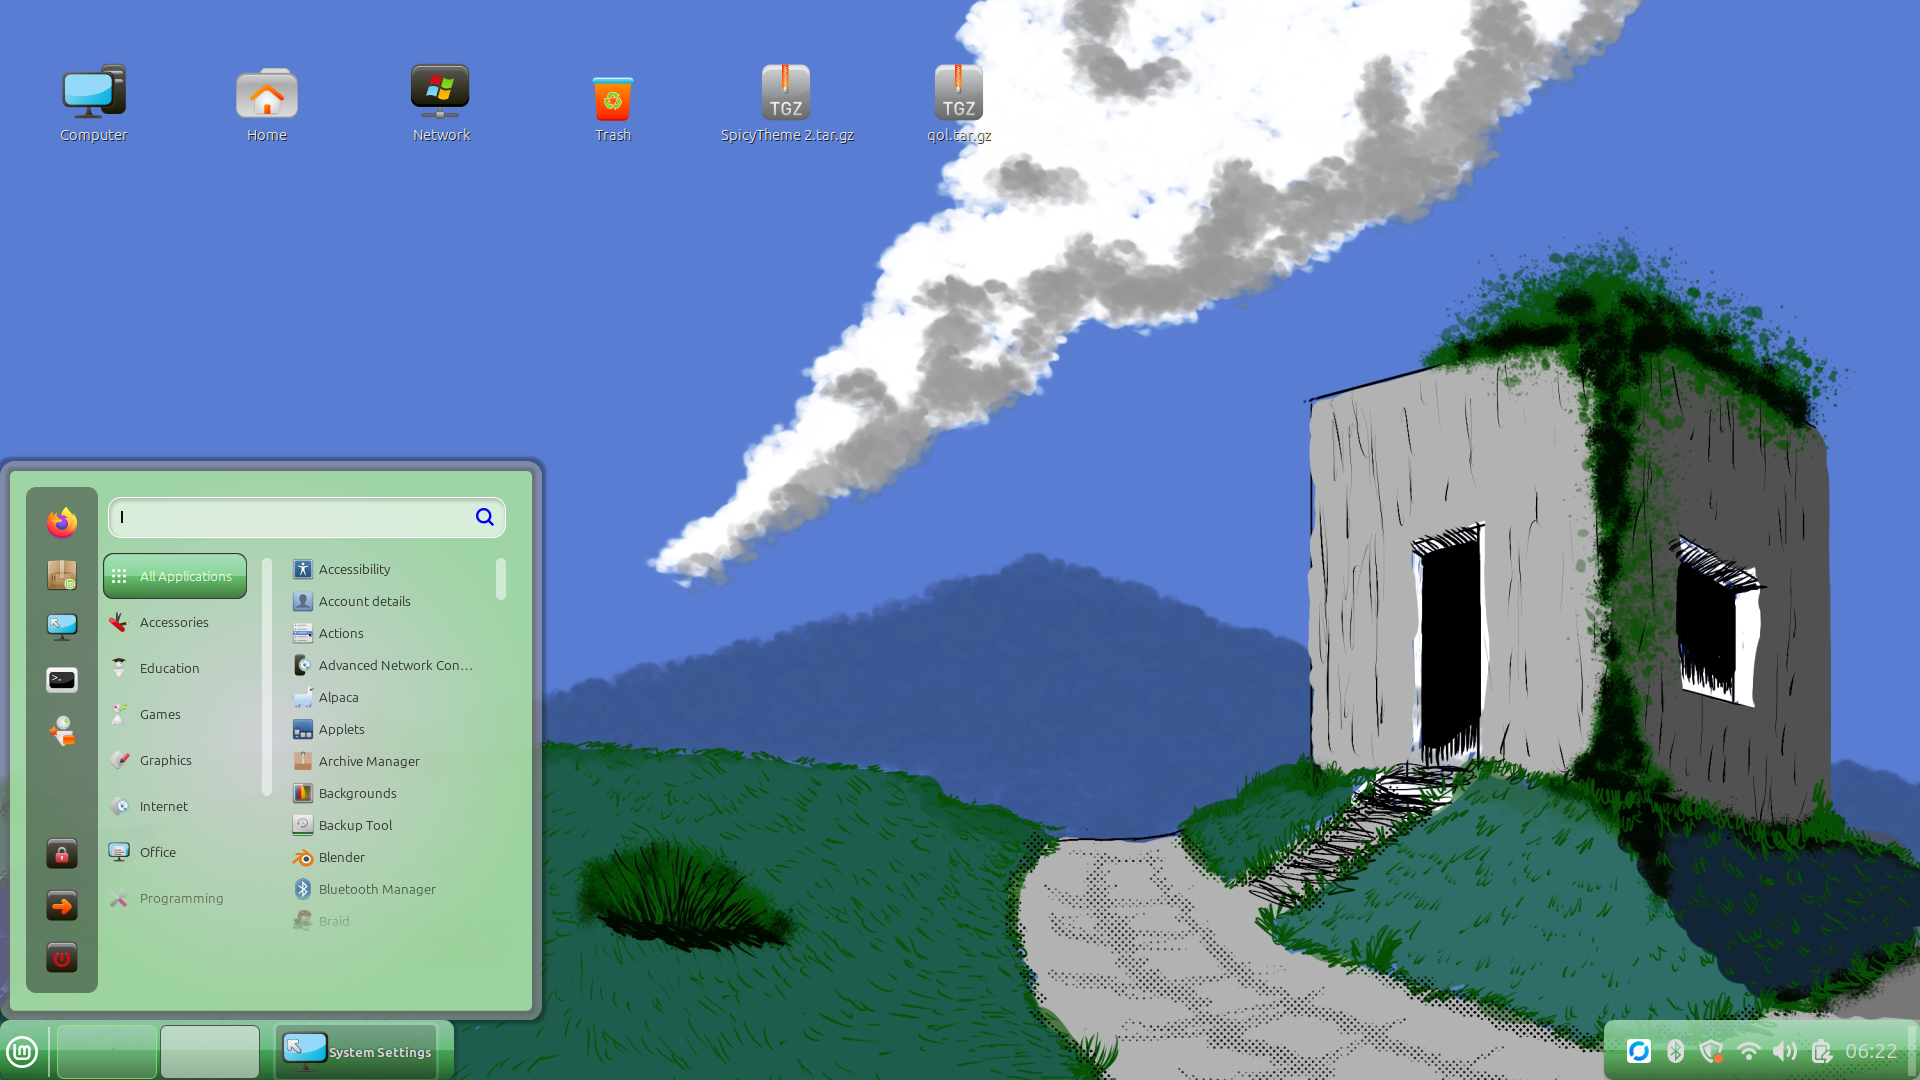 Computer
Home
Network
Trash
TGZ
SpicyTheme 2.tar.gz
TGZ
qol.tar.gz
All Applications
Accessories
Education
Games
Graphics
Internet
Office
Programming
Accessibility
Account details
Actions
Advanced Network Con...
Alpaca
Applets
Archive Manager
Backgrounds
Backup Tool
Blender
Bluetooth Manager
Braid
System Settings
06:22